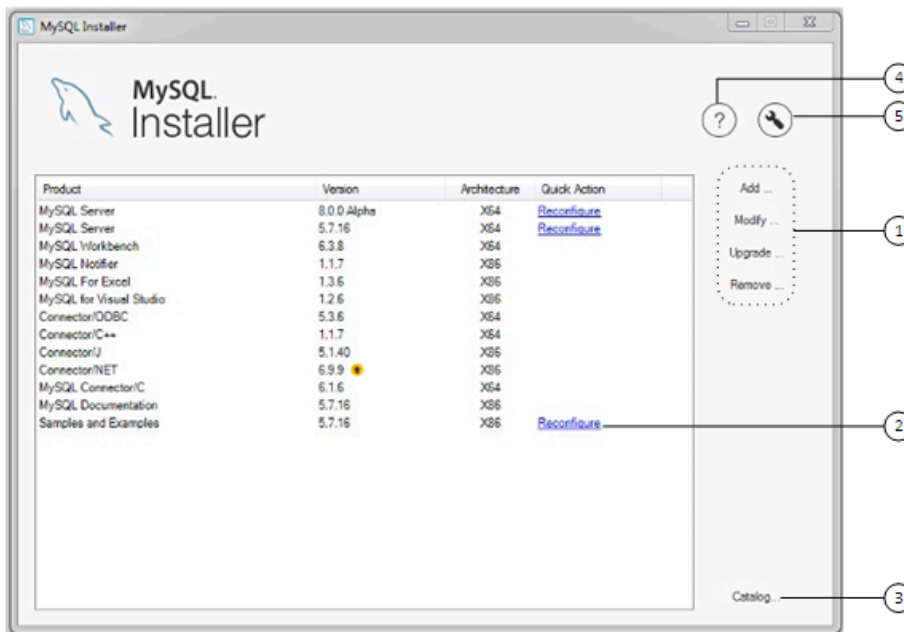 MySQL Installer
MySQL.
Installer
4
?
5
Product Version Architecture Quick Action
MySQL Server 8.0.0 Alpha X64 Reconfigure
MySQL Server 5.7.16 X64 Reconfigure
MySQL Workbench 6.3.8 X64
MySQL Notifier 1.1.7 X86
MySQL For Excel 1.3.6 X86
MySQL for Visual Studio 1.2.6 X86
Connector/ODBC 5.3.6 X64
Connector/C++ 1.1.7 X64
Connector/J 5.1.40 X86
Connector/NET 6.9.9 X86
MySQL Connector/C 6.1.6 X64
MySQL Documentation 5.7.16 X86
Samples and Examples 5.7.16 X86 Reconfigure
Add ...
Modify ...
Upgrade ...
Remove ...
1
2
Catalog...
3